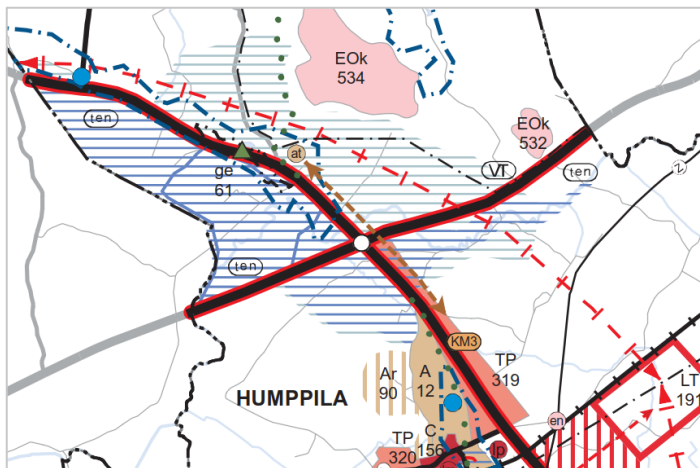 EOk
534
EOk
532
ten
at
VT
ten
ge
61
Z
ten
KM3
Ar
90
A
12
TP
319
HUMPPILA
LT
191
en
TP
320
C
156
lp